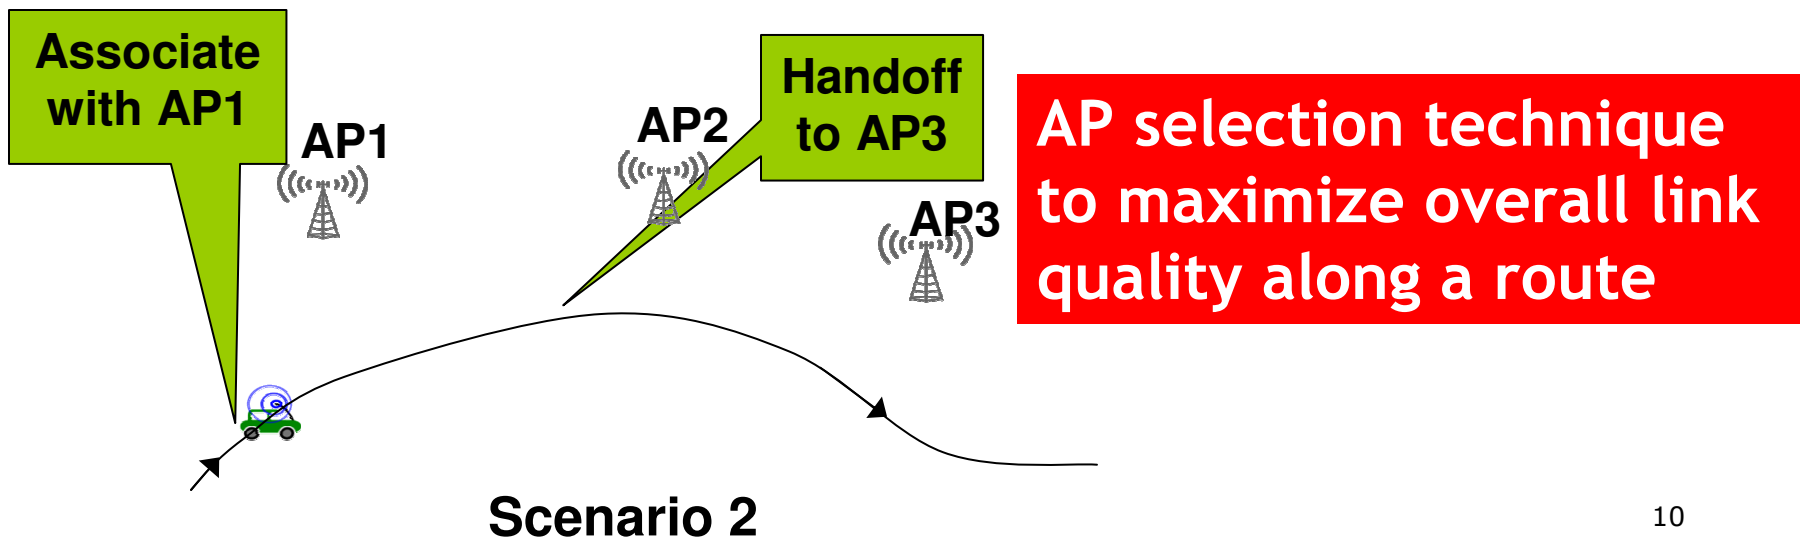 Associate
with AP1
AP1
AP2
Handoff
to AP3
AP3
AP selection technique
to maximize overall link
quality along a route
Scenario 2
10